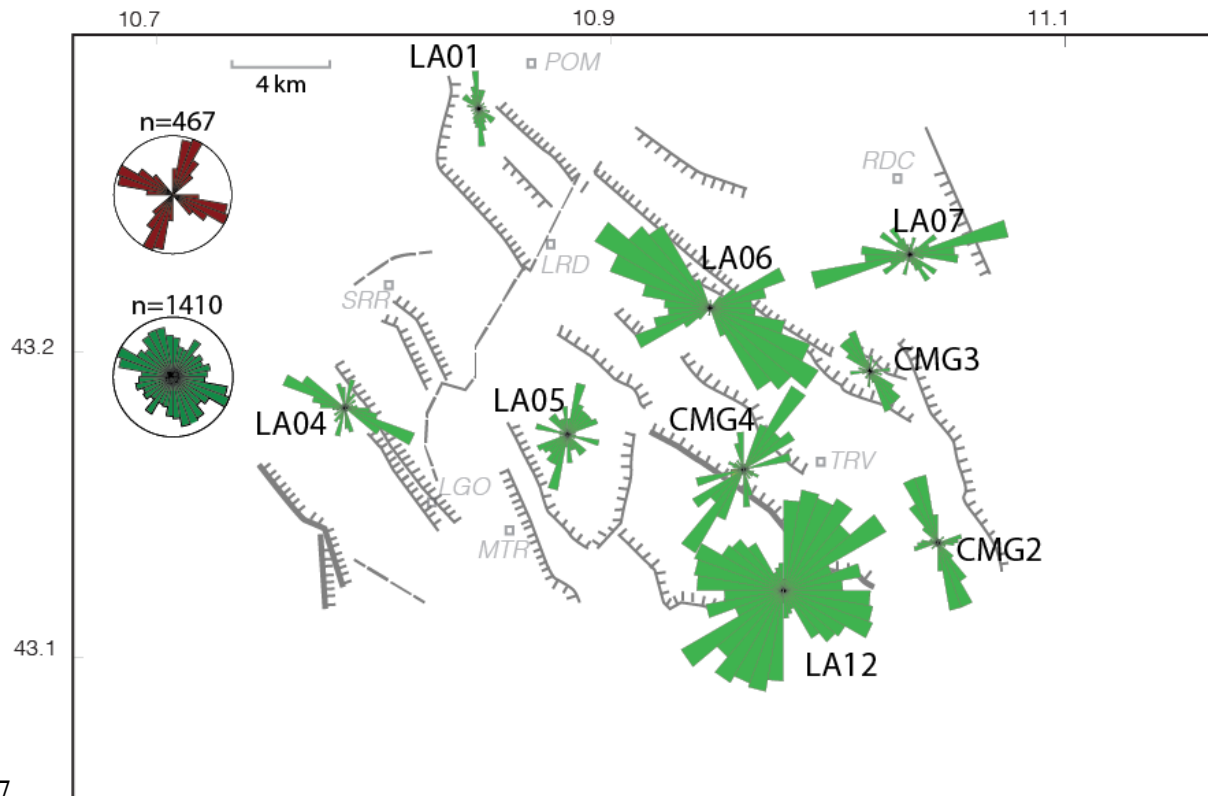 10.7 10.9 11.1
LA01 POM
4 km
n=467
RDC
LA07
LRD LA06
SRR
n=1410
43.2
CMG3
LA05
LA04 CMG4
TRV
LGO
MTR CMG2
43.1
LA12
7